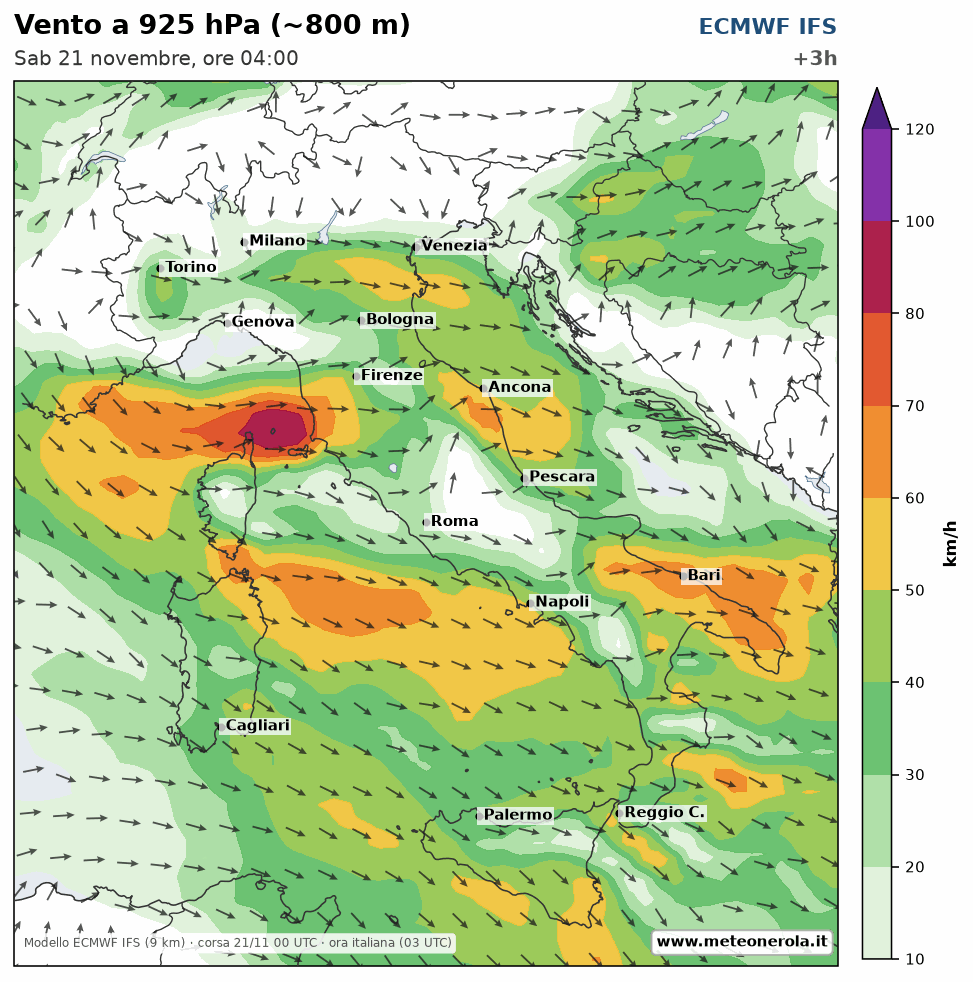 Vento a 925 hPa (~800 m)
ECMWF IFS
Sab 21 novembre, ore 04:00
+3h
120
100
80
70
60
50
40
30
20
10
km/h
Milano
Venezia
Torino
Genova
Bologna
Firenze
Ancona
Pescara
Roma
Bari
Napoli
Cagliari
Palermo
Reggio C.
Modello ECMWF IFS (9 km) · corsa 21/11 00 UTC · ora italiana (03 UTC)
www.meteonerola.it